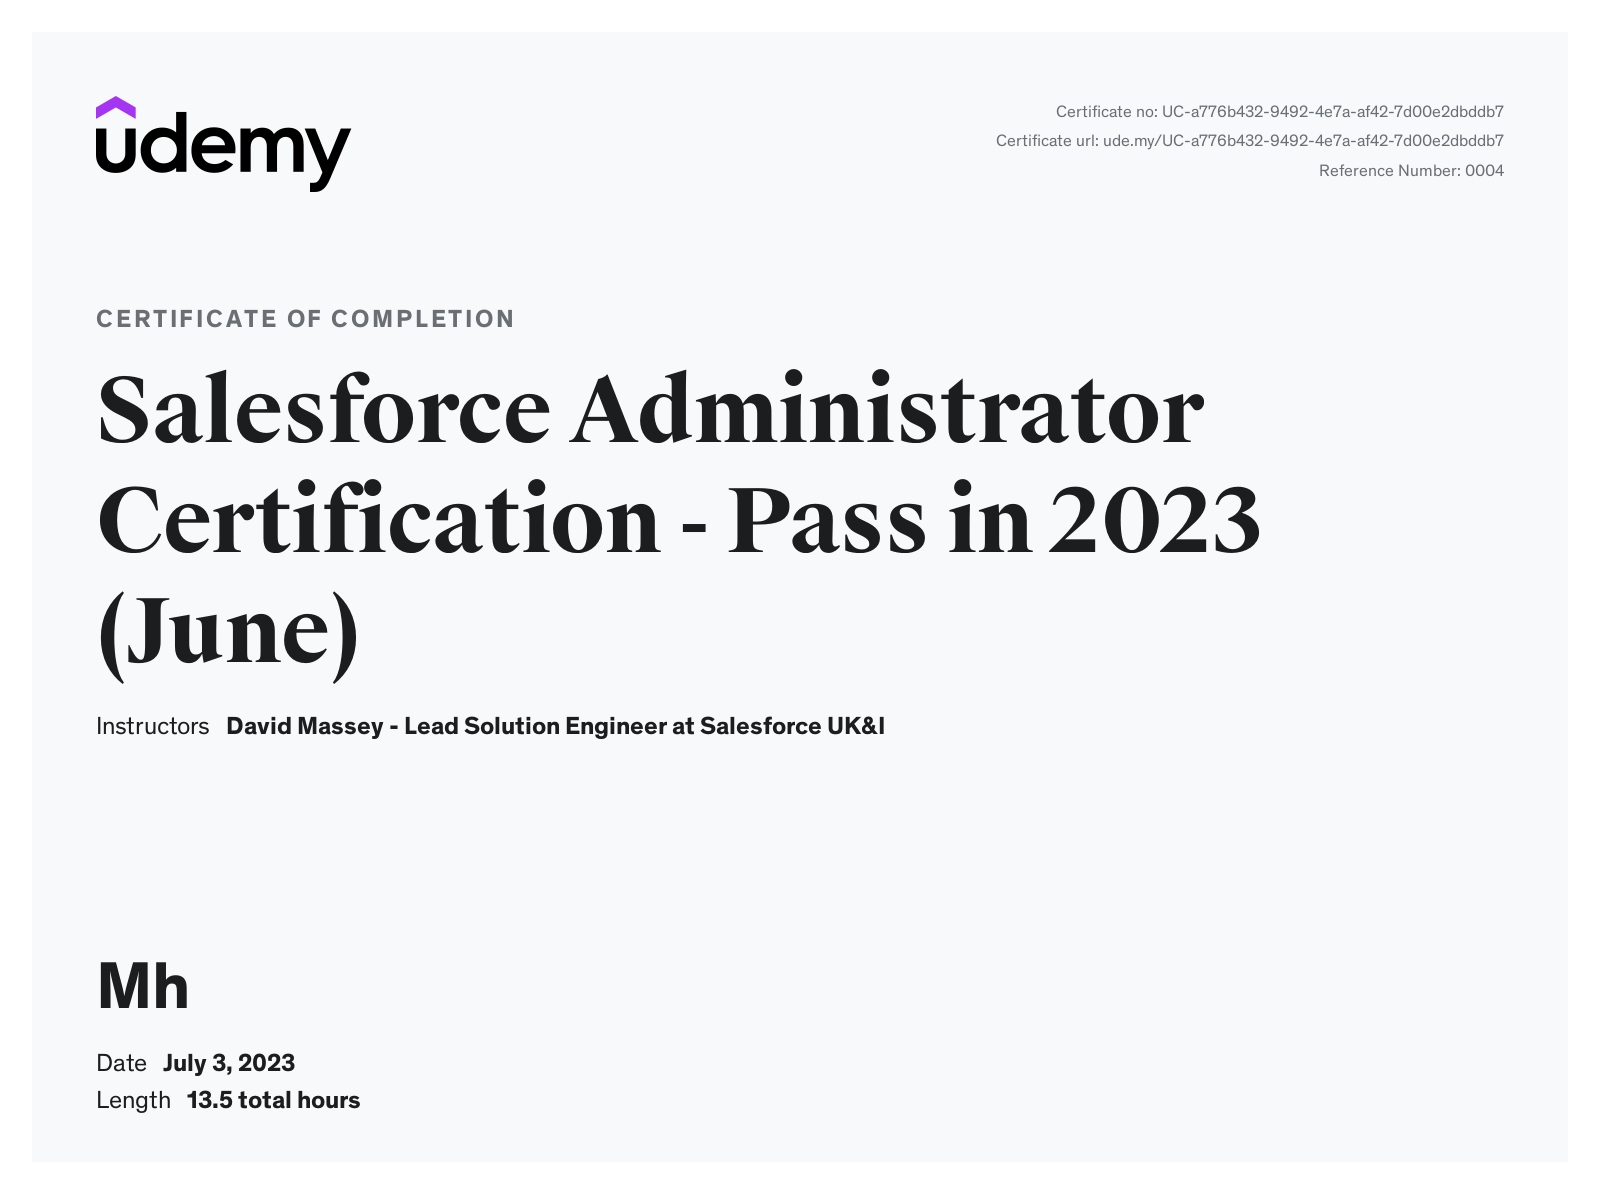 udemy
Certificate no: UC-a776b432-9492-4e7a-af42-7d00e2dbddb7
Certificate url: ude.my/UC-a776b432-9492-4e7a-af42-7d00e2dbddb7
Reference Number: 0004
CERTIFICATE OF COMPLETION
Salesforce Administrator
Certification - Pass in 2023
(June)
Instructors David Massey - Lead Solution Engineer at Salesforce UK&I
Mh
Date July 3, 2023
Length 13.5 total hours